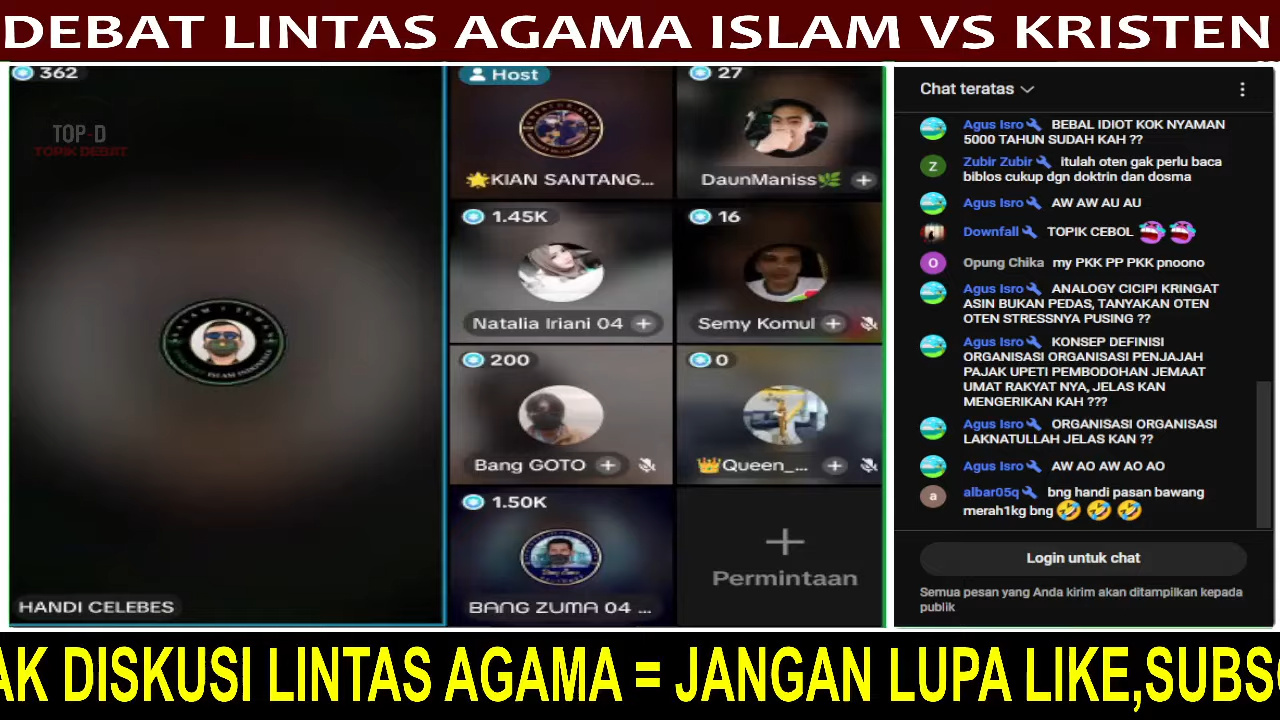 DEBAT LINTAS AGAMA ISLAM VS KRISTEN
362
TOP-D
TOPIK DEBAT
HANDI CELEBES
Host
KIAN SANTANG...
27
DaunManiss
1.45K
Natalia Iriani 04
16
Semy Komul
200
Bang GOTO
0
Queen_...
1.50K
BANG ZUMA 04 ...
Permintaan
Chat teratas
Agus Isro BEBAL IDIOT KOK NYAMAN
5000 TAHUN SUDAH KAH ??
Zubir Zubir itulah oten gak perlu baca
biblos cukup dgn doktrin dan dosma
Agus Isro AW AW AU AU
Downfall TOPIK CEBOL
Opung Chika my PKK PP PKK pnoono
Agus Isro ANALOGY CICIPI KRINGAT
ASIN BUKAN PEDAS, TANYAKAN OTEN
OTEN STRESSNYA PUSING ??
Agus Isro KONSEP DEFINISI
ORGANISASI ORGANISASI PENJAJAH
PAJAK UPETI PEMBODOHAN JEMAAT
UMAT RAKYAT NYA, JELAS KAN
MENGERIKAN KAH ???
Agus Isro ORGANISASI ORGANISASI
LAKNATULLAH JELAS KAN ??
Agus Isro AW AO AW AO AO
albar05q bng handi pasan bawang
merah1kg bng 🤣🤣🤣
Login untuk chat
Semua pesan yang Anda kirim akan ditampilkan kepada
publik
AK DISKUSI LINTAS AGAMA = JANGAN LUPA LIKE,SUBS